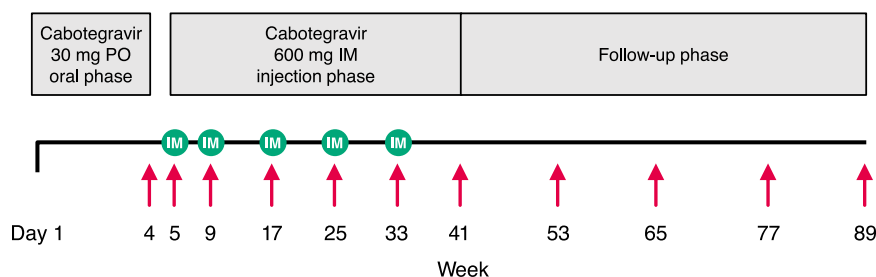 Cabotegravir
30 mg PO
oral phase
Cabotegravir
600 mg IM
injection phase
Follow-up phase
IM IM IM IM IM
Day 1 4 5 9 17 25 33 41 53 65 77 89
Week